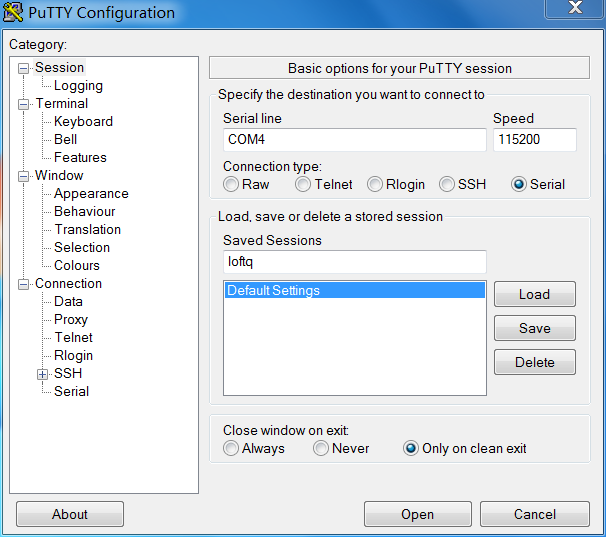 PuTTY Configuration
Category:
Session
Logging
Terminal
Keyboard
Bell
Features
Window
Appearance
Behaviour
Translation
Selection
Colours
Connection
Data
Proxy
Telnet
Rlogin
SSH
Serial
Basic options for your PuTTY session
Specify the destination you want to connect to
Serial line Speed
COM4 115200
Connection type:
Raw Telnet Rlogin SSH Serial
Load, save or delete a stored session
Saved Sessions
loftq
Default Settings
Load
Save
Delete
Close window on exit:
Always Never Only on clean exit
About Open Cancel